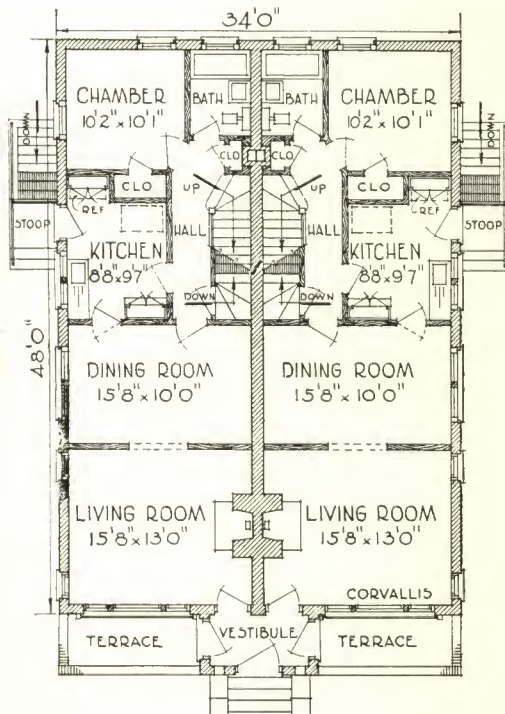 34'0"
48'0"
CHAMBER
10'2" x 10'1"
BATH
BATH
CHAMBER
10'2" x 10'1"
DOWN
DOWN
CLO
CLO
CLO
CLO
UP
UP
REF
REF
STOOP
STOOP
HALL
HALL
KITCHEN
8'8" x 9'7"
KITCHEN
8'8" x 9'7"
DOWN
DOWN
DINING ROOM
15'8" x 10'0"
DINING ROOM
15'8" x 10'0"
LIVING ROOM
15'8" x 13'0"
LIVING ROOM
15'8" x 13'0"
CORVALLIS
TERRACE
VESTIBULE
TERRACE